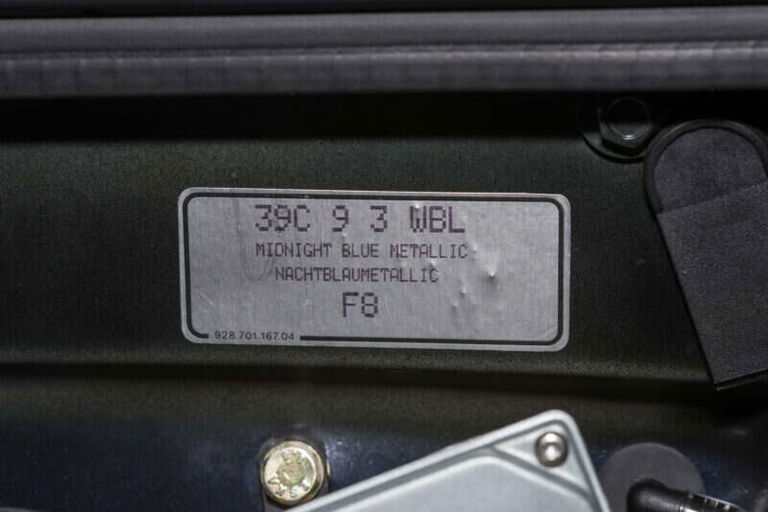 39C 9 3 WBL
MIDNIGHT BLUE METALLIC
NACHTBLAUMETALLIC
F8
928.701.167.04